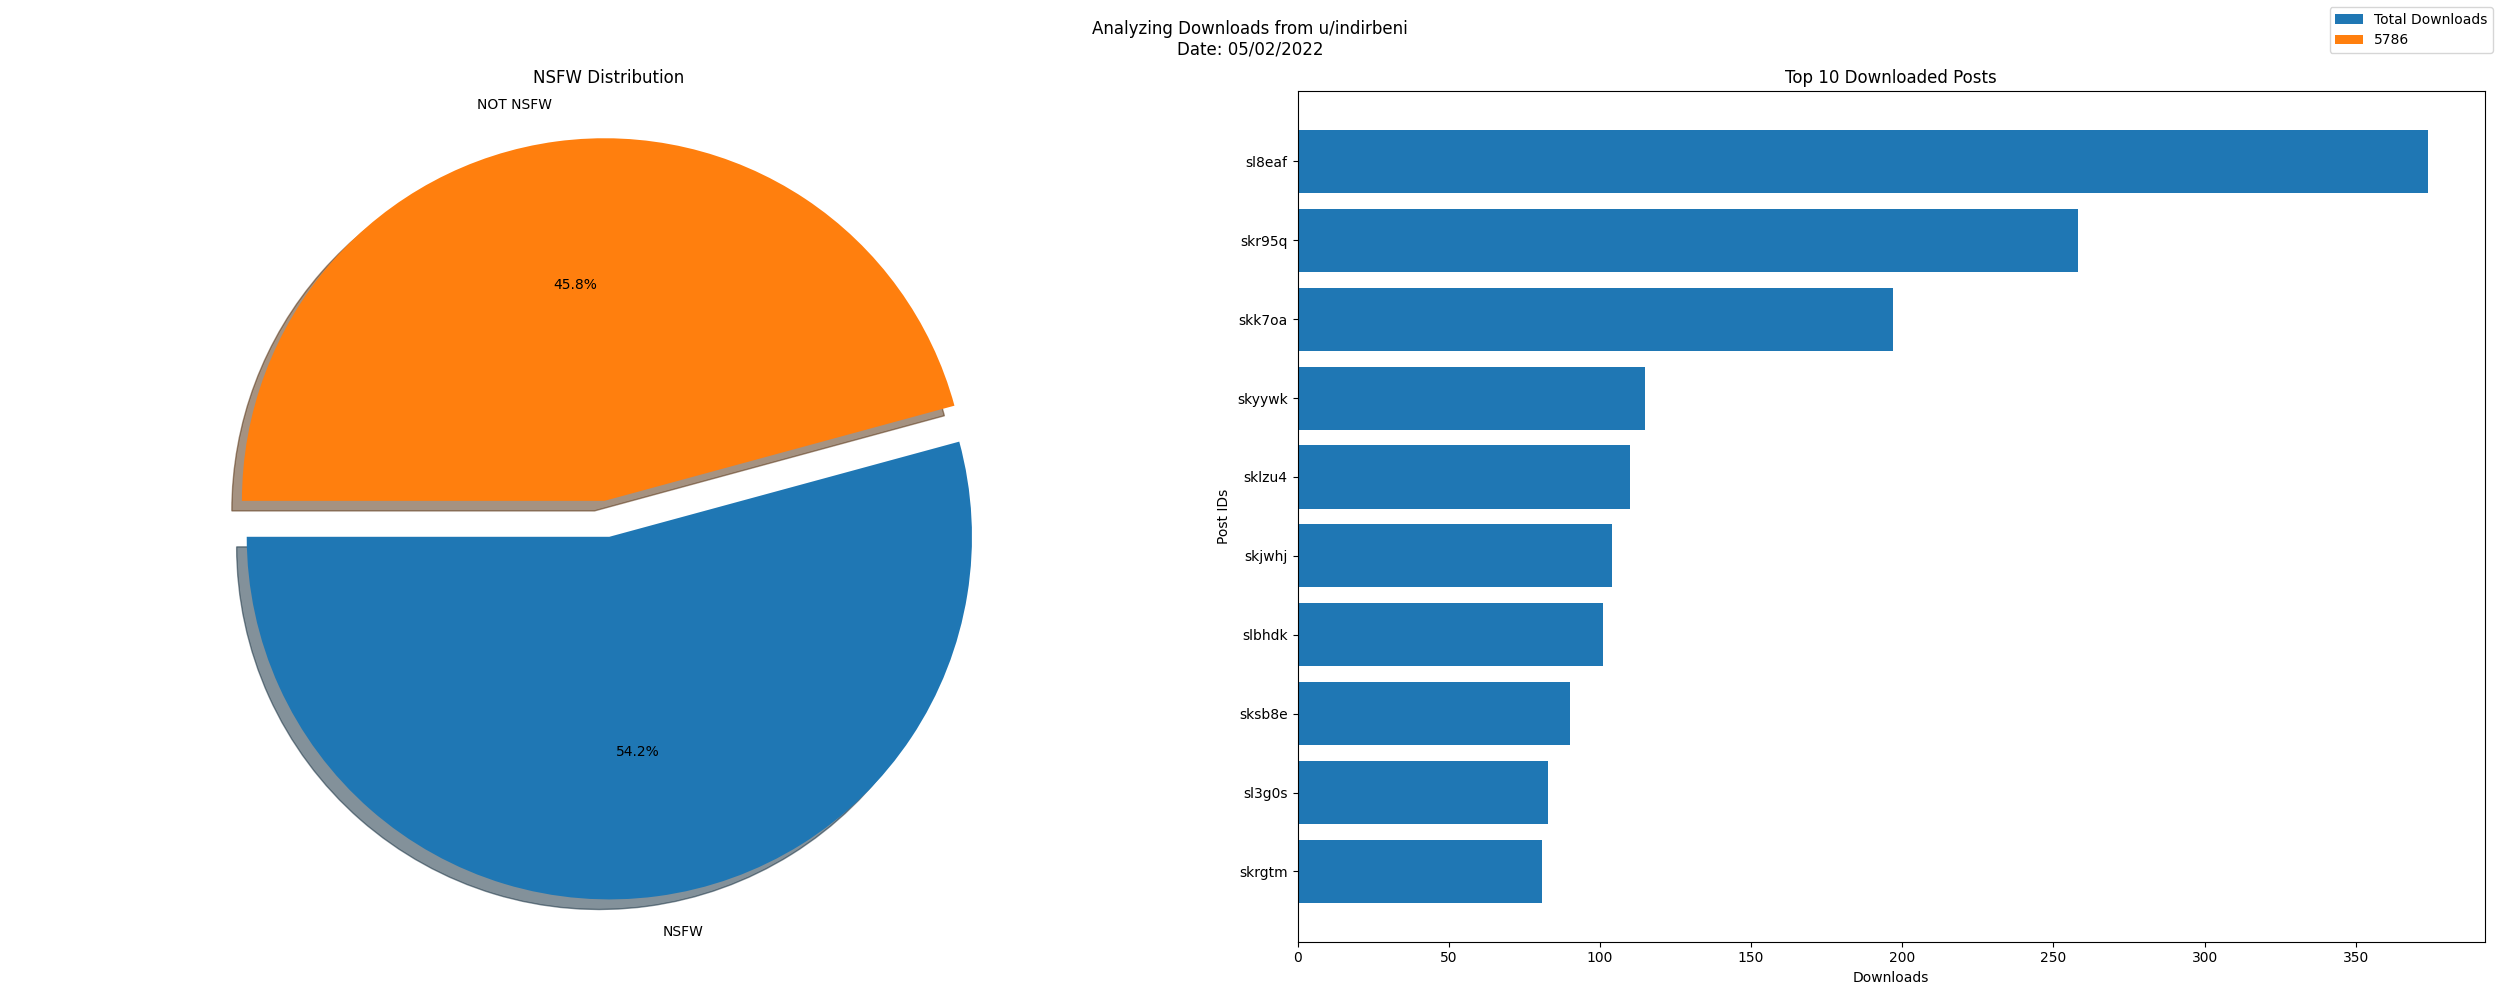 Analyzing Downloads from u/indirbeni
Date: 05/02/2022
Total Downloads
5786
NSFW Distribution
NOT NSFW
45.8%
54.2%
NSFW
Top 10 Downloaded Posts
Post IDs
sl8eaf
skr95q
skk7oa
skyywk
sklzu4
skjwhj
slbhdk
sksb8e
sl3g0s
skrgtm
0 50 100 150 200 250 300 350
Downloads